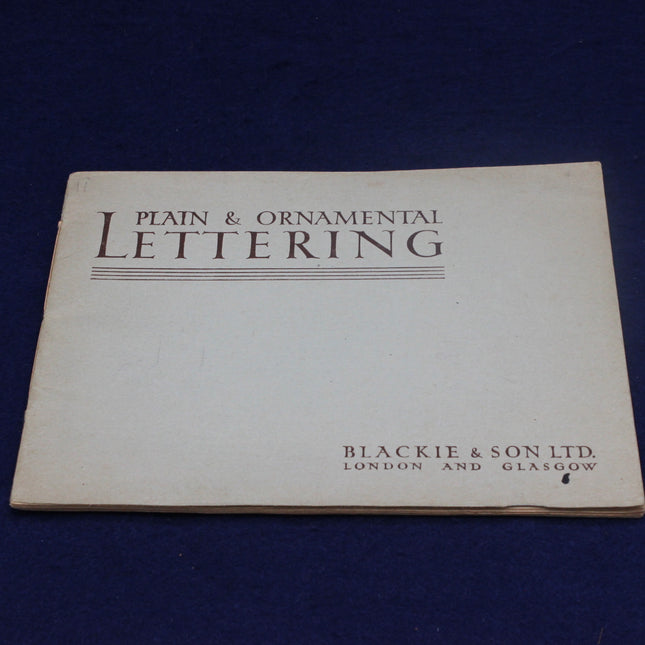 PLAIN & ORNAMENTAL
LETTERING
BLACKIE & SON LTD.
LONDON AND GLASGOW